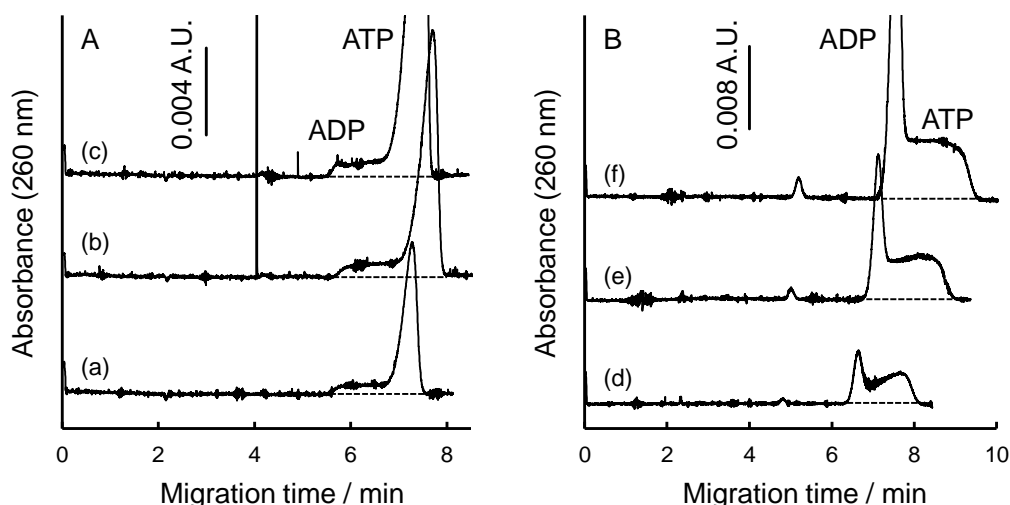 A
0.004 A.U.
ATP
ADP
(c)
(b)
(a)
Absorbance (260 nm)
0
2
4
6
8
Migration time / min
B
0.008 A.U.
ADP
ATP
(f)
(e)
(d)
Absorbance (260 nm)
0
2
4
6
8
10
Migration time / min